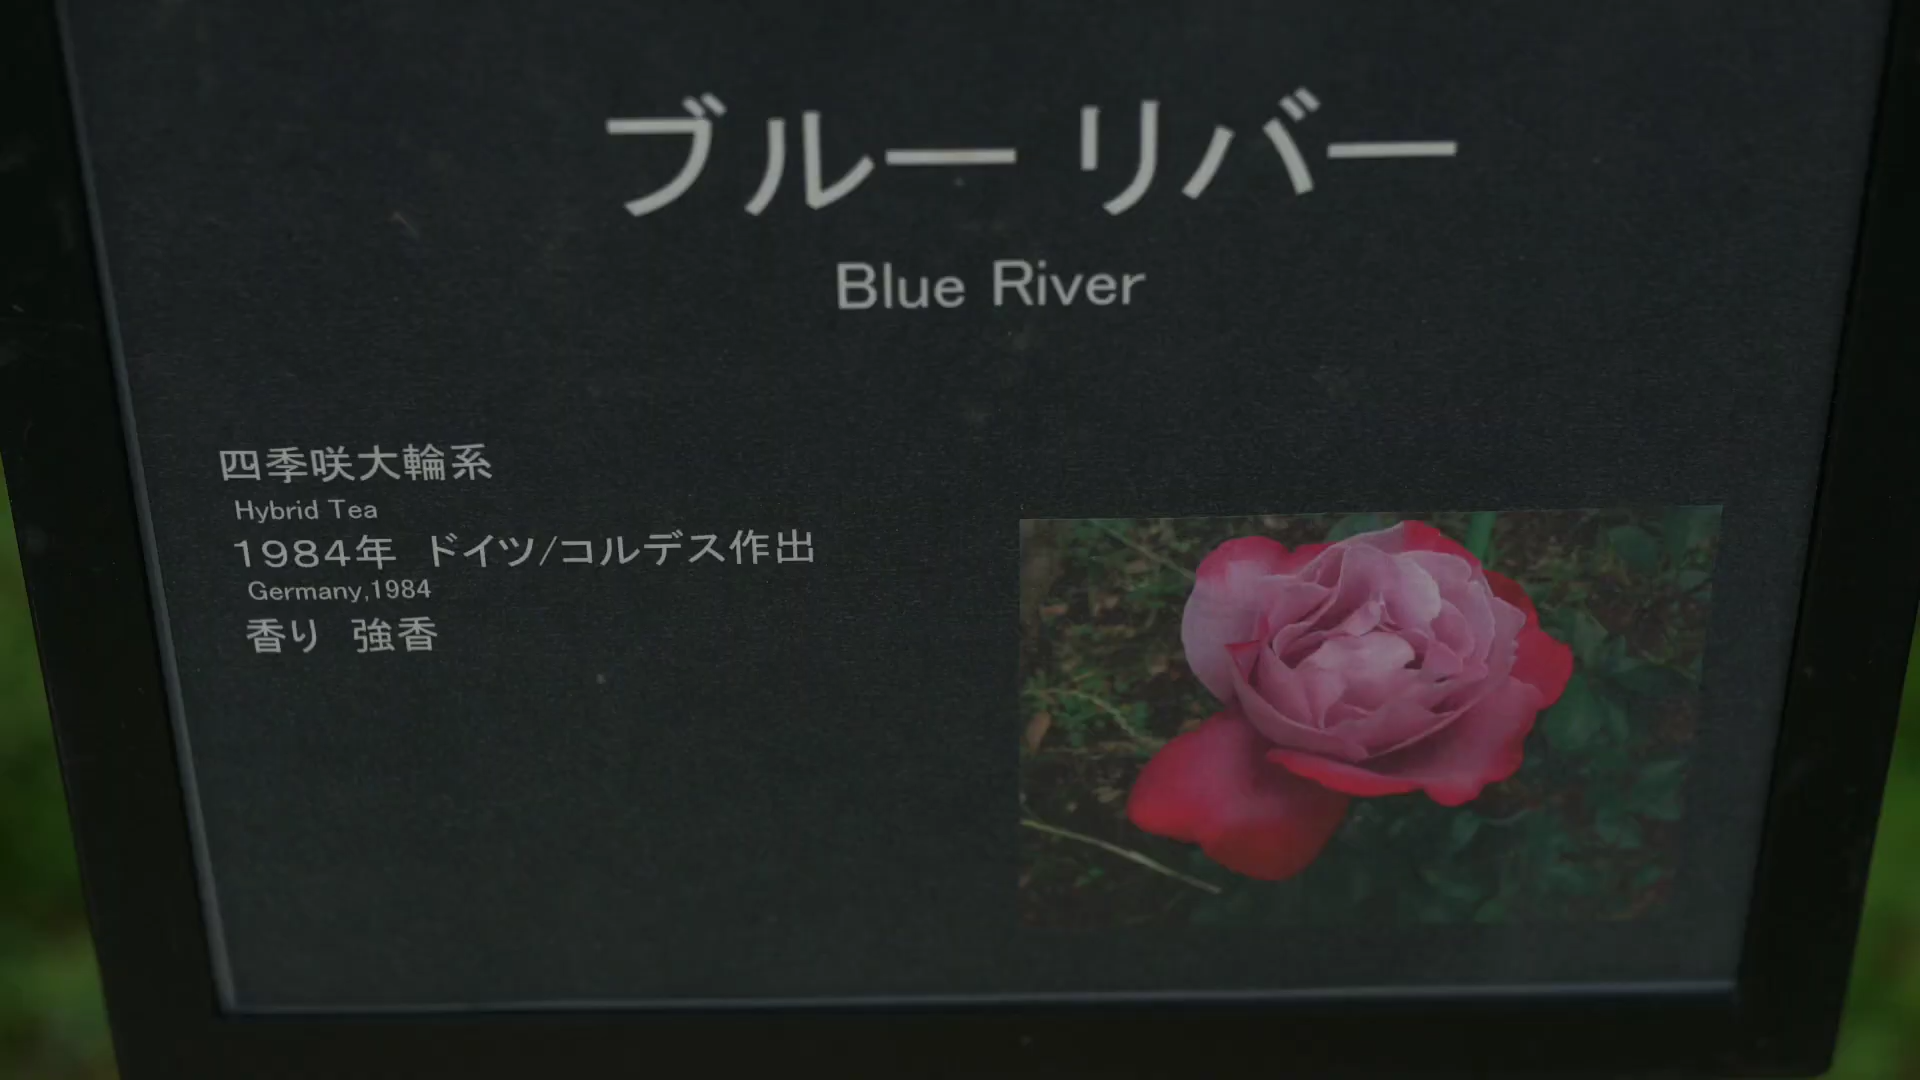 ブルー リバー
Blue River
四季咲大輪系
Hybrid Tea
1984年 ドイツ/コルデス作出
Germany,1984
香り 強香